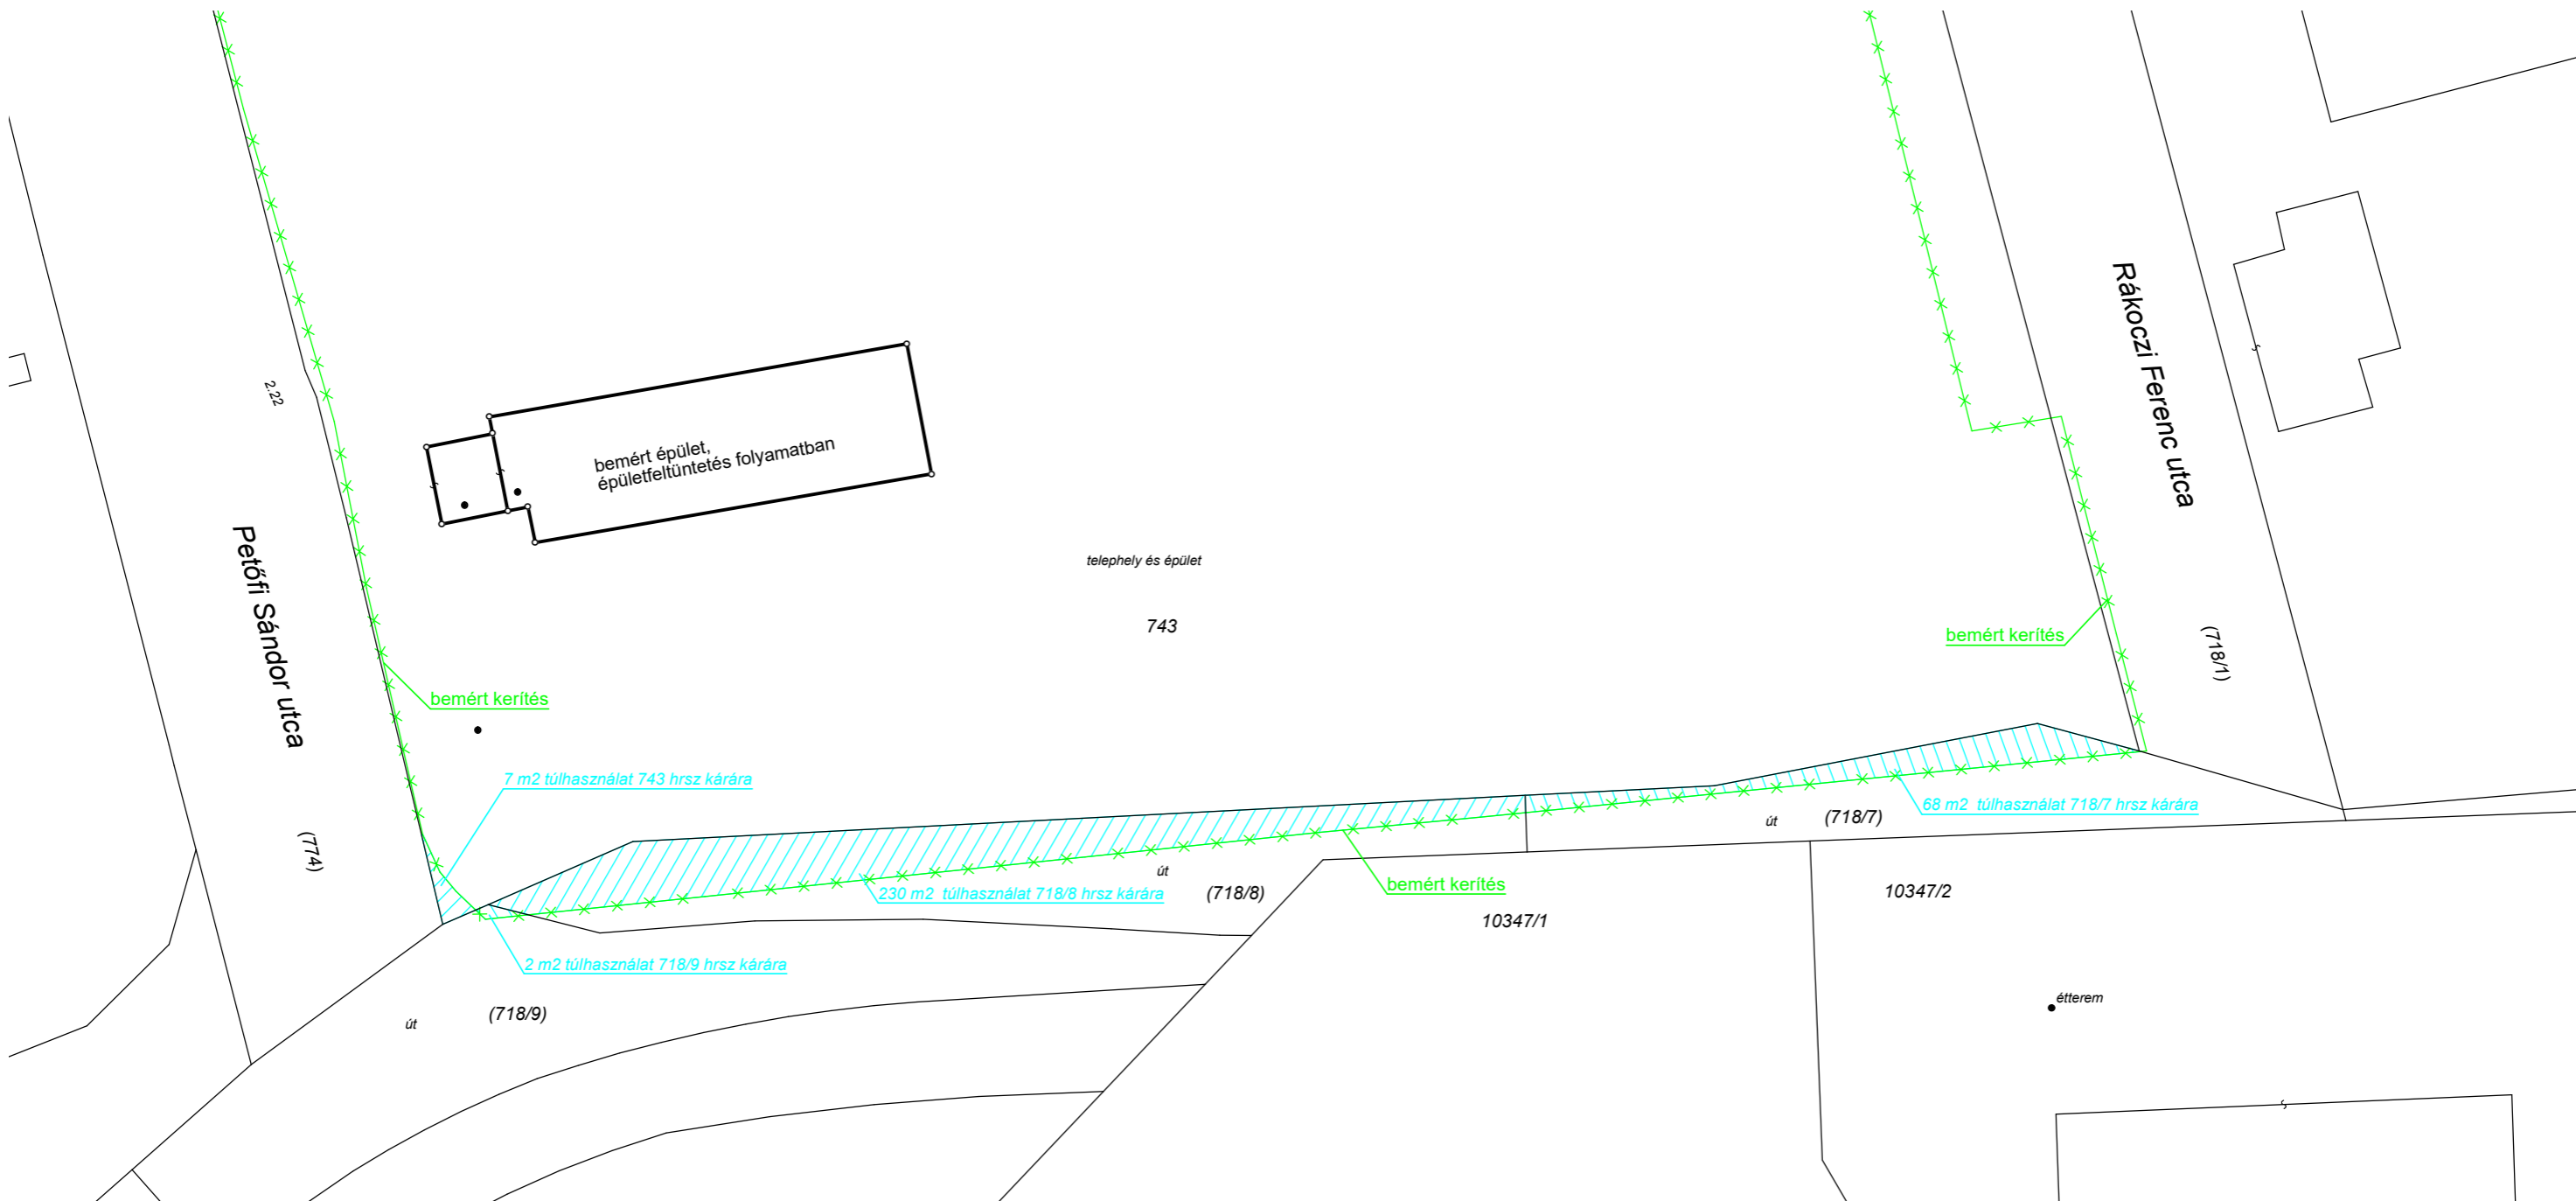 Rákoczi Ferenc utca
2.22
bemért épület,
épületfeltüntetés folyamatban
Petőfi Sándor utca
telephely és épület
743
bemért kerítés
(718/1)
bemért kerítés
7 m2 túlhasználat 743 hrsz kárára
68 m2 túlhasználat 718/7 hrsz kárára
út
(718/7)
(774)
út
230 m2 túlhasználat 718/8 hrsz kárára
(718/8)
bemért kerítés
10347/1
10347/2
2 m2 túlhasználat 718/9 hrsz kárára
étterem
út
(718/9)